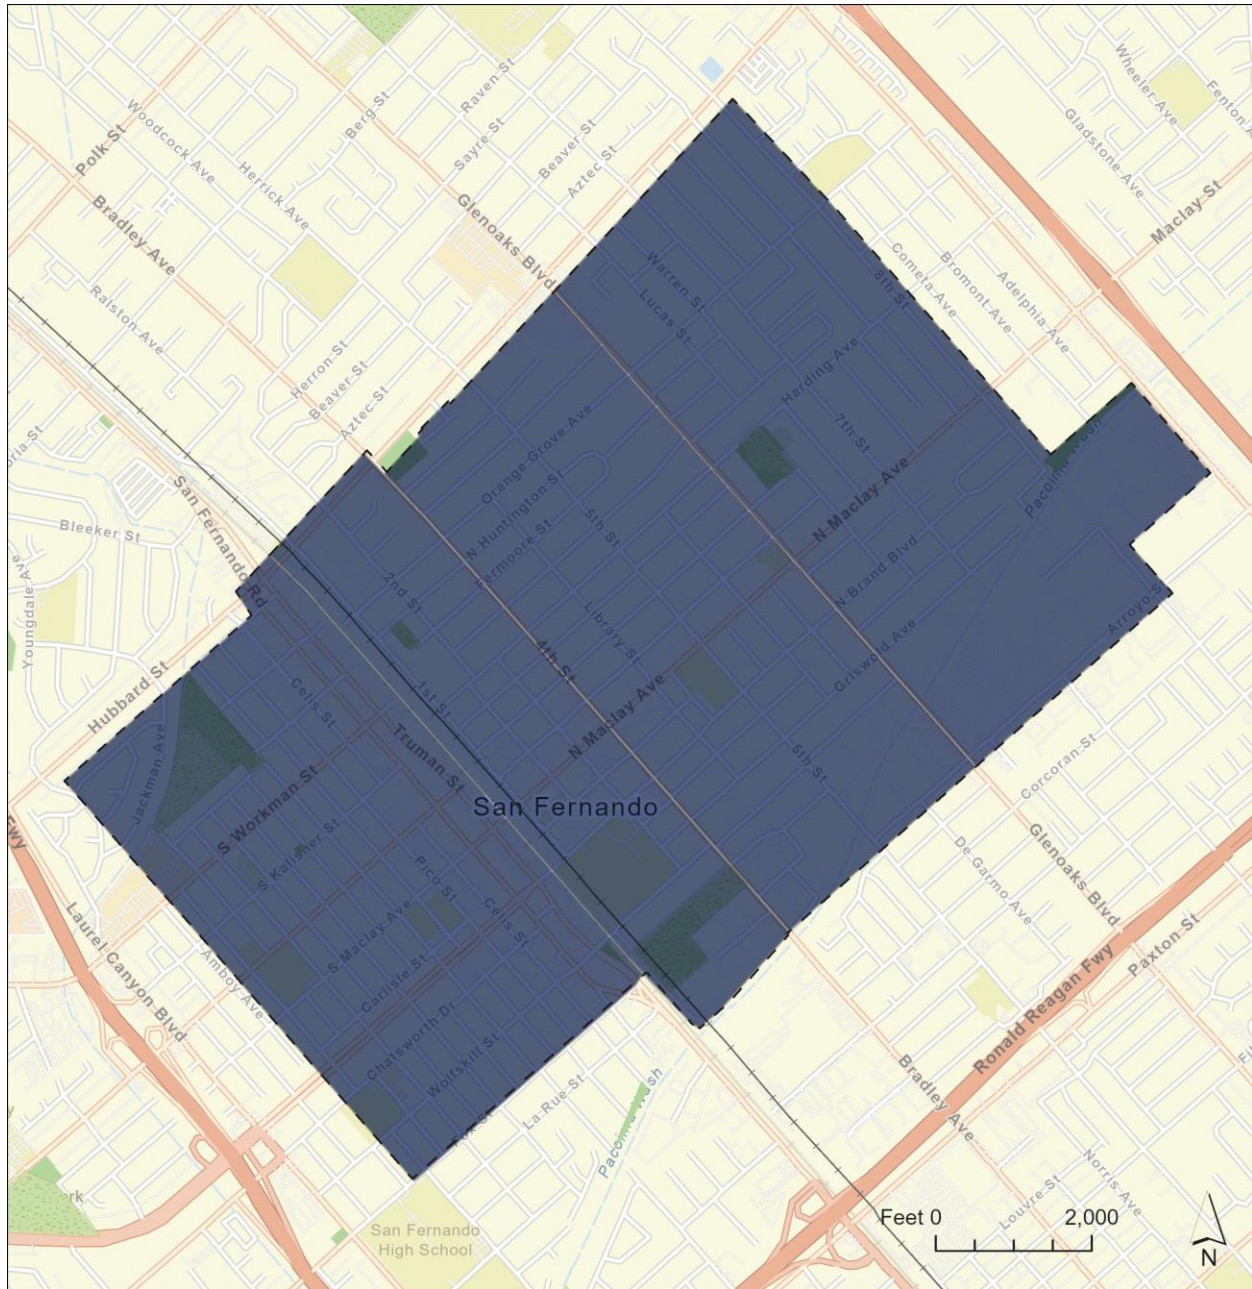 Raven St
Berg St
Wheeler Ave
Woodcock Ave
Sayre St
Beaver St
Gladstone Ave
Polk St
Aztec St
Herrick Ave
Glenoaks Blvd
Maclay St
Bradley Ave
Cometa Ave
Bromont Ave
Adelphia Ave
8th St
Warren St
Lucas St
Ralston Ave
Herron St
Beaver St
Aztec St
Harding Ave
7th St
Orange Grove Ave
N Huntington St
Fermoore St
5th St
N Maclay Ave
San Fernando Rd
Bleeker St
Youngdale Ave
2nd St
N Brand Blvd
Library St
Griswold Ave
Hubbard St
4th St
1st St
Celis St
Truman St
N Maclay Ave
Jackman Ave
S Workman St
5th St
Corcoran St
San Fernando
S Kalisher St
Pico St
Celis St
De Garmo Ave
Glenoaks Blvd
Fwy
Laurel Canyon Blvd
S Maclay Ave
Amboy Ave
Carlisle St
Paxton St
Ronald Reagan Fwy
Chatsworth Dr
Wolfskill St
La Rue St
Pacoima Wash
Bradley Ave
Norris Ave
Louvre St
San Fernando
High School
Feet 0 2,000
N